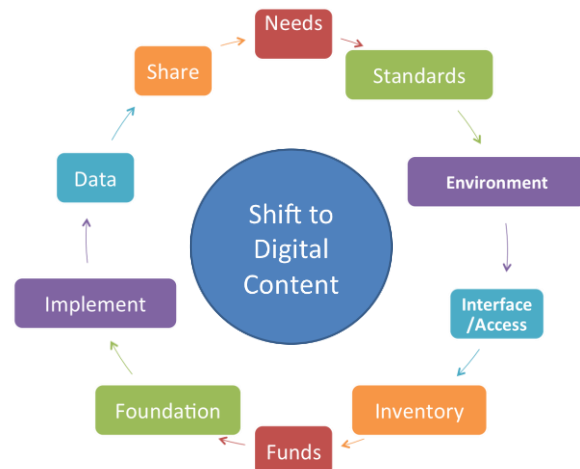 Needs
Standards
Environment
Interface
/Access
Inventory
Funds
Foundation
Implement
Data
Share
Shift to
Digital
Content